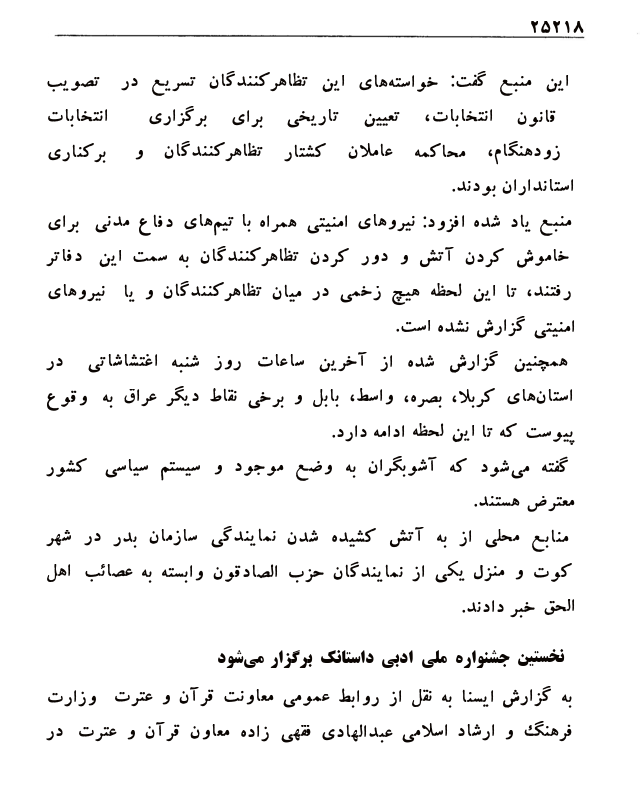 ۲۵۲۱۸
این منبع گفت: خواسته‌های این تظاهرکنندگان تسریع در تصویب
قانون انتخابات، تعیین تاریخی برای برگزاری انتخابات
زودهنگام، محاکمه عاملان کشتار تظاهرکنندگان و برکناری
استانداران بودند.
منبع یاد شده افزود: نیروهای امنیتی همراه با تیم‌های دفاع مدنی برای
خاموش کردن آتش و دور کردن تظاهرکنندگان به سمت این دفاتر
رفتند، تا این لحظه هیچ زخمی در میان تظاهرکنندگان و یا نیروهای
امنیتی گزارش نشده است.
همچنین گزارش شده از آخرین ساعات روز شنبه اغتشاشاتی در
استان‌های کربلا، بصره، واسط، بابل و برخی نقاط دیگر عراق به وقوع
پیوست که تا این لحظه ادامه دارد.
گفته می‌شود که آشوبگران به وضع موجود و سیستم سیاسی کشور
معترض هستند.
منابع محلی از به آتش کشیده شدن نمایندگی سازمان بدر در شهر
کوت و منزل یکی از نمایندگان حزب الصادقون وابسته به عصائب اهل
الحق خبر دادند.
نخستین جشنواره ملی ادبی داستانک برگزار می‌شود
به گزارش ایسنا به نقل از روابط عمومی معاونت قرآن و عترت وزارت
فرهنگ و ارشاد اسلامی عبدالهادی فقهی زاده معاون قرآن و عترت در